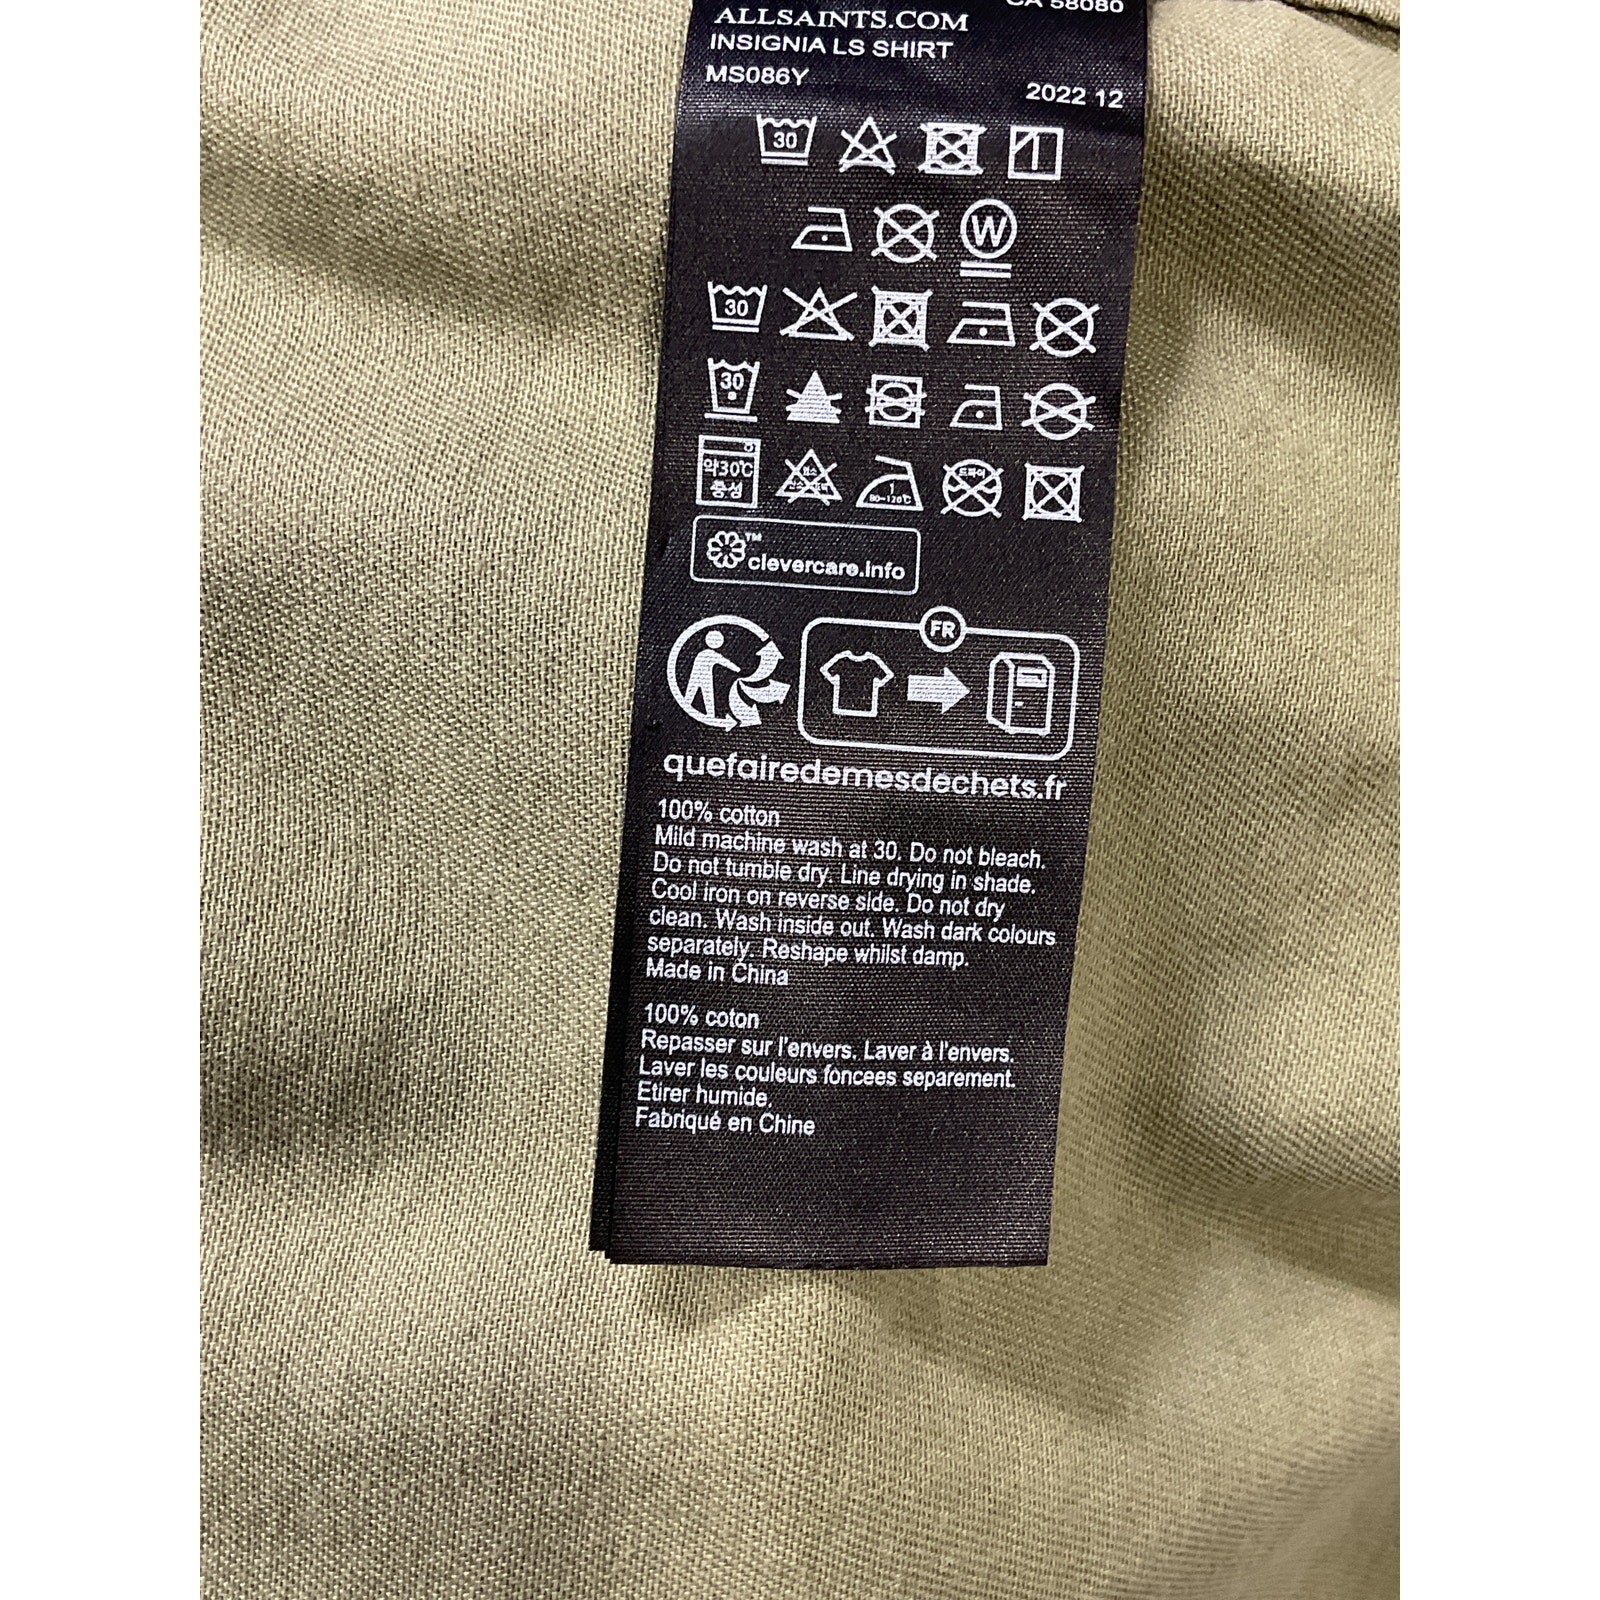 CA 58080
ALLSAINTS.COM
INSIGNIA LS SHIRT
MS086Y
2022 12
30
W
30
30
약30℃
중성
80~120℃
clevercare.info
FR
quefairedemesdechets.fr
100% cotton
Mild machine wash at 30. Do not bleach.
Do not tumble dry. Line drying in shade.
Cool iron on reverse side. Do not dry
clean. Wash inside out. Wash dark colours
separately. Reshape whilst damp.
Made in China
100% coton
Repasser sur l'envers. Laver à l'envers.
Laver les couleurs foncees separement.
Etirer humide.
Fabriqué en Chine